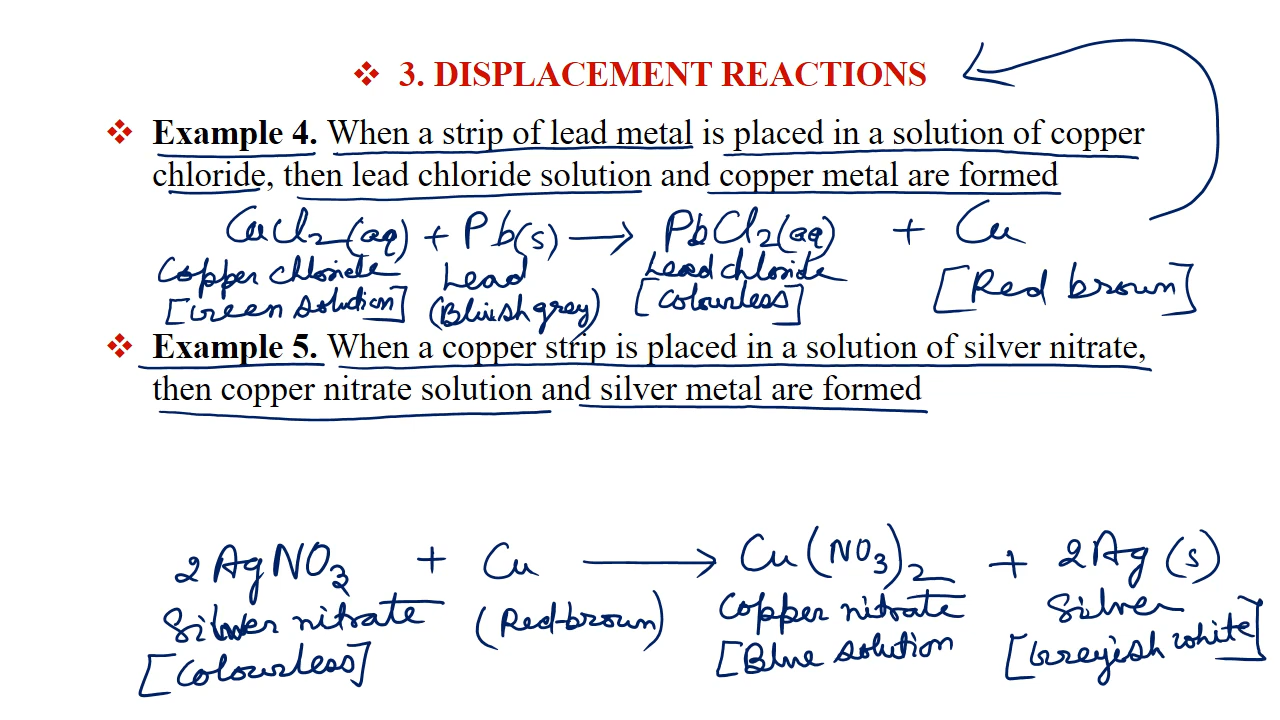 ❖ 3. DISPLACEMENT REACTIONS
❖ Example 4. When a strip of lead metal is placed in a solution of copper
chloride, then lead chloride solution and copper metal are formed
CuCl₂(aq) + Pb(s) ⟶ PbCl₂(aq) + Cu
Copper chloride Lead Lead chloride
[Green solution] (Bluish grey) [Colourless] [Red brown]
❖ Example 5. When a copper strip is placed in a solution of silver nitrate,
then copper nitrate solution and silver metal are formed
2AgNO₃ + Cu ⟶ Cu(NO₃)₂ + 2Ag(s)
Silver nitrate (Red-brown) Copper nitrate Silver
[Colourless] [Blue solution [Greyish white]